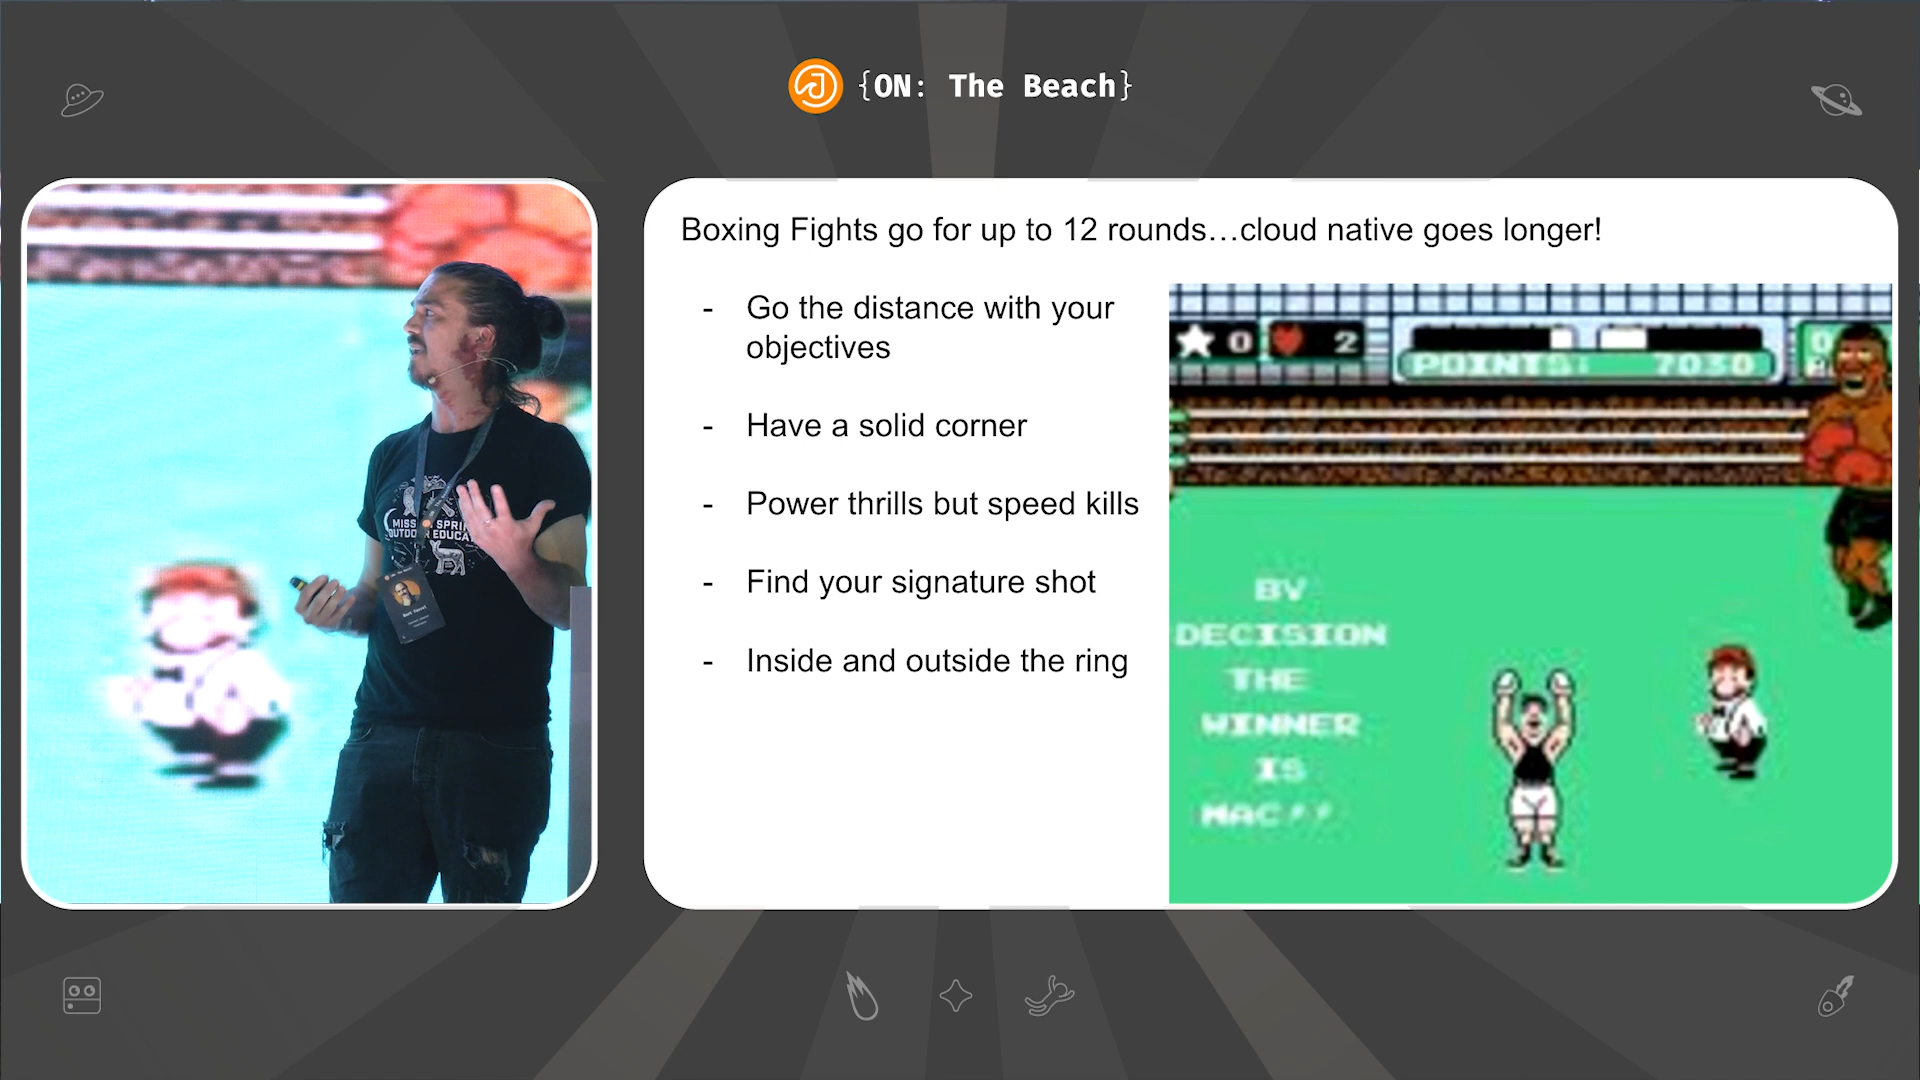 {ON: The Beach}
Boxing Fights go for up to 12 rounds...cloud native goes longer!
- Go the distance with your
objectives
- Have a solid corner
- Power thrills but speed kills
- Find your signature shot
- Inside and outside the ring
0 2
POINTS: 7030
BY
DECISION
THE
WINNER
IS
MAC
OUTDOOR EDUCA